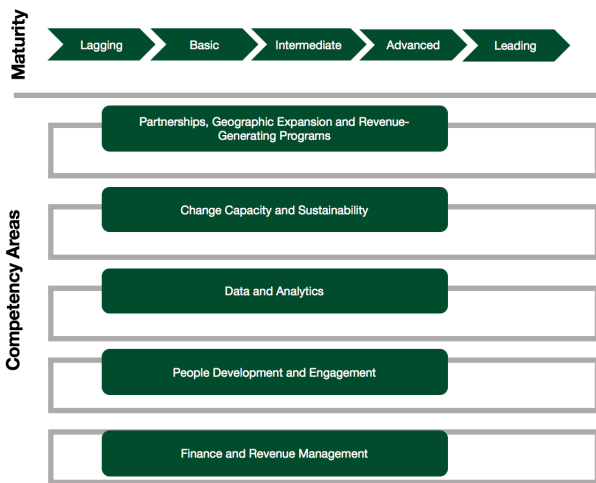 Maturity
Lagging
Basic
Intermediate
Advanced
Leading
Competency Areas
Partnerships, Geographic Expansion and Revenue-
Generating Programs
Change Capacity and Sustainability
Data and Analytics
People Development and Engagement
Finance and Revenue Management